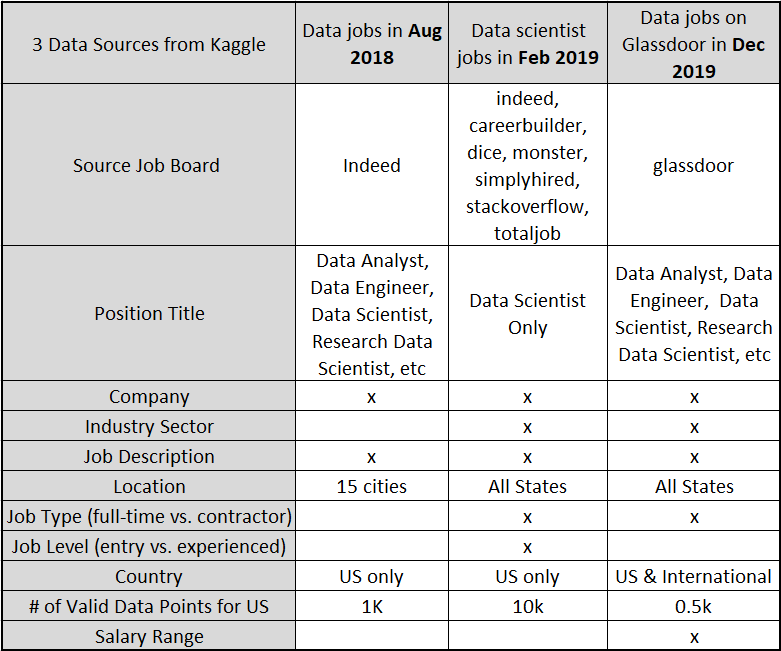 3 Data Sources from Kaggle
Data jobs in Aug
2018
Data scientist
jobs in Feb 2019
Data jobs on
Glassdoor in Dec
2019
Source Job Board
Indeed
indeed,
careerbuilder,
dice, monster,
simplyhired,
stackoverflow,
totaljob
glassdoor
Position Title
Data Analyst,
Data Engineer,
Data Scientist,
Research Data
Scientist, etc
Data Scientist
Only
Data Analyst, Data
Engineer,  Data
Scientist, Research
Data Scientist, etc
Company
x
x
x
Industry Sector
x
x
Job Description
x
x
x
Location
15 cities
All States
All States
Job Type (full-time vs. contractor)
x
x
Job Level (entry vs. experienced)
x
Country
US only
US only
US & International
# of Valid Data Points for US
1K
10k
0.5k
Salary Range
x